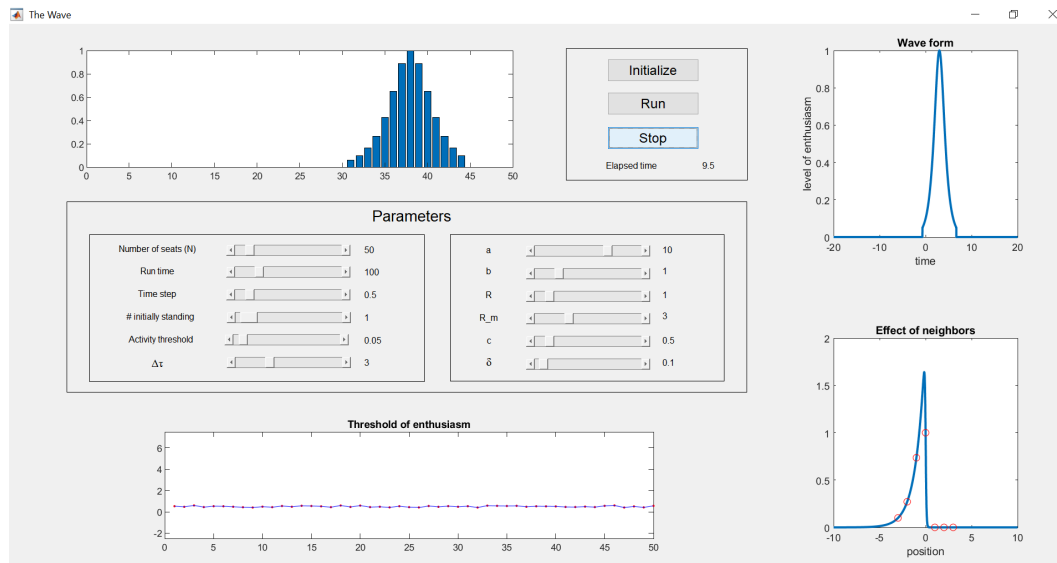 The Wave
1
0.8
0.6
0.4
0.2
0
0 5 10 15 20 25 30 35 40 45 50
Initialize
Run
Stop
Elapsed time 9.5
Wave form
1
0.8
0.6
0.4
0.2
0
level of enthusiasm
-20 -10 0 10 20
time
Parameters
Number of seats (N) 50
Run time 100
Time step 0.5
# initially standing 1
Activity threshold 0.05
Δτ 3
a 10
b 1
R 1
R_m 3
c 0.5
δ 0.1
Effect of neighbors
2
1.5
1
0.5
0
-10 -5 0 5 10
position
Threshold of enthusiasm
6
4
2
0
-2
0 5 10 15 20 25 30 35 40 45 50